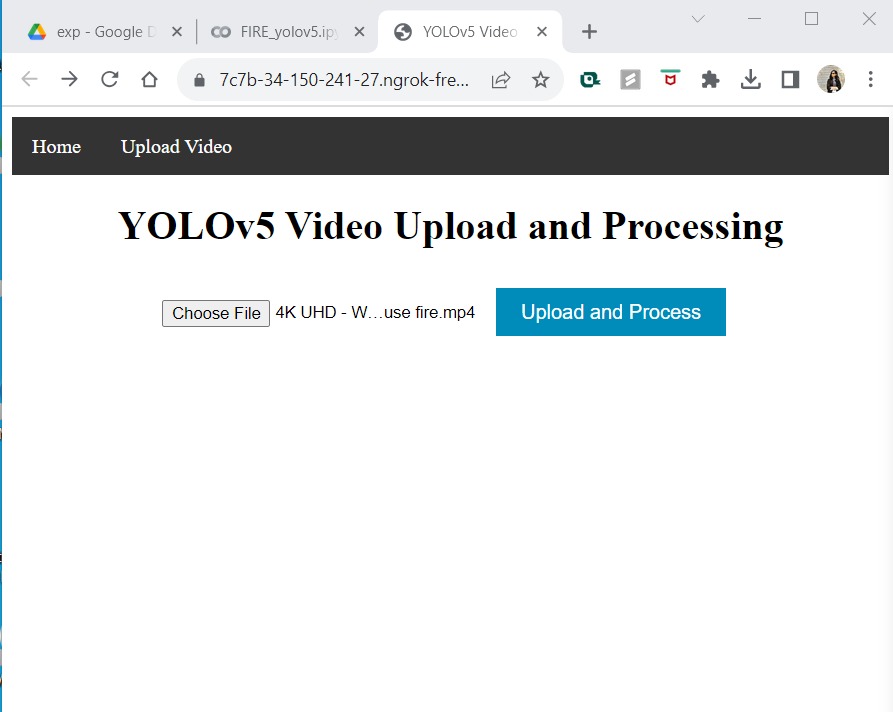 exp - Google D
FIRE_yolov5.ipy
YOLOv5 Video
7c7b-34-150-241-27.ngrok-fre...
Home
Upload Video
YOLOv5 Video Upload and Processing
Choose File
4K UHD - W...use fire.mp4
Upload and Process